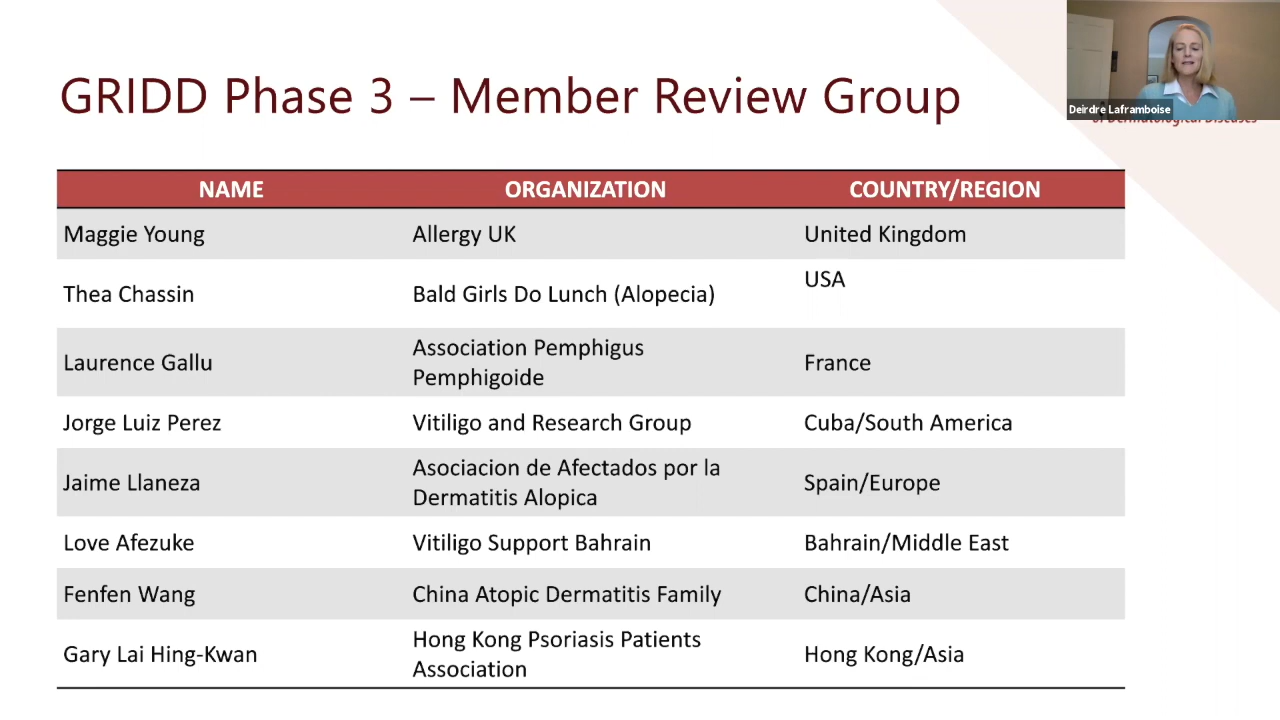 GRIDD Phase 3 – Member Review Group
Deirdre Laframboise
of Dermatological Diseases
NAME ORGANIZATION COUNTRY/REGION
Maggie Young Allergy UK United Kingdom
Thea Chassin Bald Girls Do Lunch (Alopecia) USA
Laurence Gallu Association Pemphigus
Pemphigoide France
Jorge Luiz Perez Vitiligo and Research Group Cuba/South America
Jaime Llaneza Asociacion de Afectados por la
Dermatitis Alopica Spain/Europe
Love Afezuke Vitiligo Support Bahrain Bahrain/Middle East
Fenfen Wang China Atopic Dermatitis Family China/Asia
Gary Lai Hing-Kwan Hong Kong Psoriasis Patients
Association Hong Kong/Asia